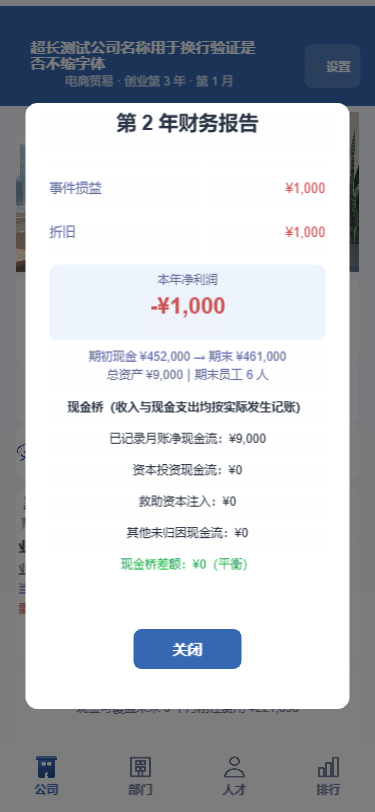 超长测试公司名称用于换行验证是
否不缩字体
电商贸易 · 创业第 3 年 · 第 1 月
设置
第 2 年财务报告
事件损益 ¥1,000
折旧 ¥1,000
本年净利润
-¥1,000
期初现金 ¥452,000 → 期末 ¥461,000
总资产 ¥9,000 | 期末员工 6 人
现金桥（收入与现金支出均按实际发生记账）
已记录月账净现金流：¥9,000
资本投资现金流：¥0
救助资本注入：¥0
其他未归因现金流：¥0
现金桥差额：¥0（平衡）
关闭
公司
部门
人才
排行